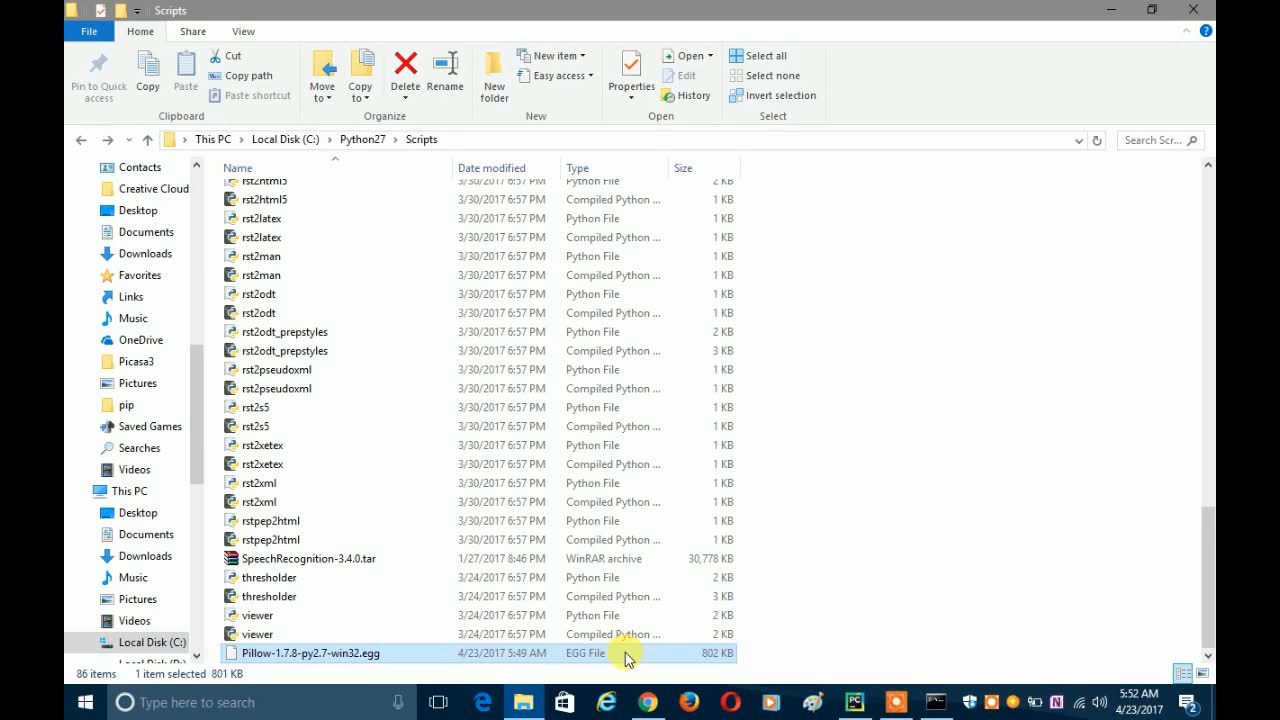 Scripts
File Home Share View
Pin to Quick access
Copy
Paste
Cut
Copy path
Paste shortcut
Move to
Copy to
Delete
Rename
New folder
New item
Easy access
Properties
Open
Edit
History
Select all
Select none
Invert selection
Clipboard Organize New Open Select
This PC Local Disk (C:) Python27 Scripts
Search Scr...
Contacts
Creative Cloud
Desktop
Documents
Downloads
Favorites
Links
Music
OneDrive
Picasa3
Pictures
pip
Saved Games
Searches
Videos
This PC
Desktop
Documents
Downloads
Music
Pictures
Videos
Local Disk (C:)
Local Disk (D:)
Name Date modified Type Size
rst2html5 3/30/2017 6:57 PM Python File 2 KB
rst2html5 3/30/2017 6:57 PM Compiled Python ... 1 KB
rst2latex 3/30/2017 6:57 PM Python File 1 KB
rst2latex 3/30/2017 6:57 PM Compiled Python ... 1 KB
rst2man 3/30/2017 6:57 PM Python File 1 KB
rst2man 3/30/2017 6:57 PM Compiled Python ... 1 KB
rst2odt 3/30/2017 6:57 PM Python File 1 KB
rst2odt 3/30/2017 6:57 PM Compiled Python ... 1 KB
rst2odt_prepstyles 3/30/2017 6:57 PM Python File 2 KB
rst2odt_prepstyles 3/30/2017 6:57 PM Compiled Python ... 3 KB
rst2pseudoxml 3/30/2017 6:57 PM Python File 1 KB
rst2pseudoxml 3/30/2017 6:57 PM Compiled Python ... 1 KB
rst2s5 3/30/2017 6:57 PM Python File 1 KB
rst2s5 3/30/2017 6:57 PM Compiled Python ... 1 KB
rst2xetex 3/30/2017 6:57 PM Python File 1 KB
rst2xetex 3/30/2017 6:57 PM Compiled Python ... 1 KB
rst2xml 3/30/2017 6:57 PM Python File 1 KB
rst2xml 3/30/2017 6:57 PM Compiled Python ... 1 KB
rstpep2html 3/30/2017 6:57 PM Python File 1 KB
rstpep2html 3/30/2017 6:57 PM Compiled Python ... 1 KB
SpeechRecognition-3.4.0.tar 1/27/2017 8:46 PM WinRAR archive 30,778 KB
thresholder 3/24/2017 6:57 PM Python File 2 KB
thresholder 3/24/2017 6:57 PM Compiled Python ... 3 KB
viewer 3/24/2017 6:57 PM Python File 2 KB
viewer 3/24/2017 6:57 PM Compiled Python ... 2 KB
Pillow-1.7.8-py2.7-win32.egg 4/23/2017 5:49 AM EGG File 802 KB
86 items 1 item selected 801 KB
Type here to search
5:52 AM
4/23/2017
2